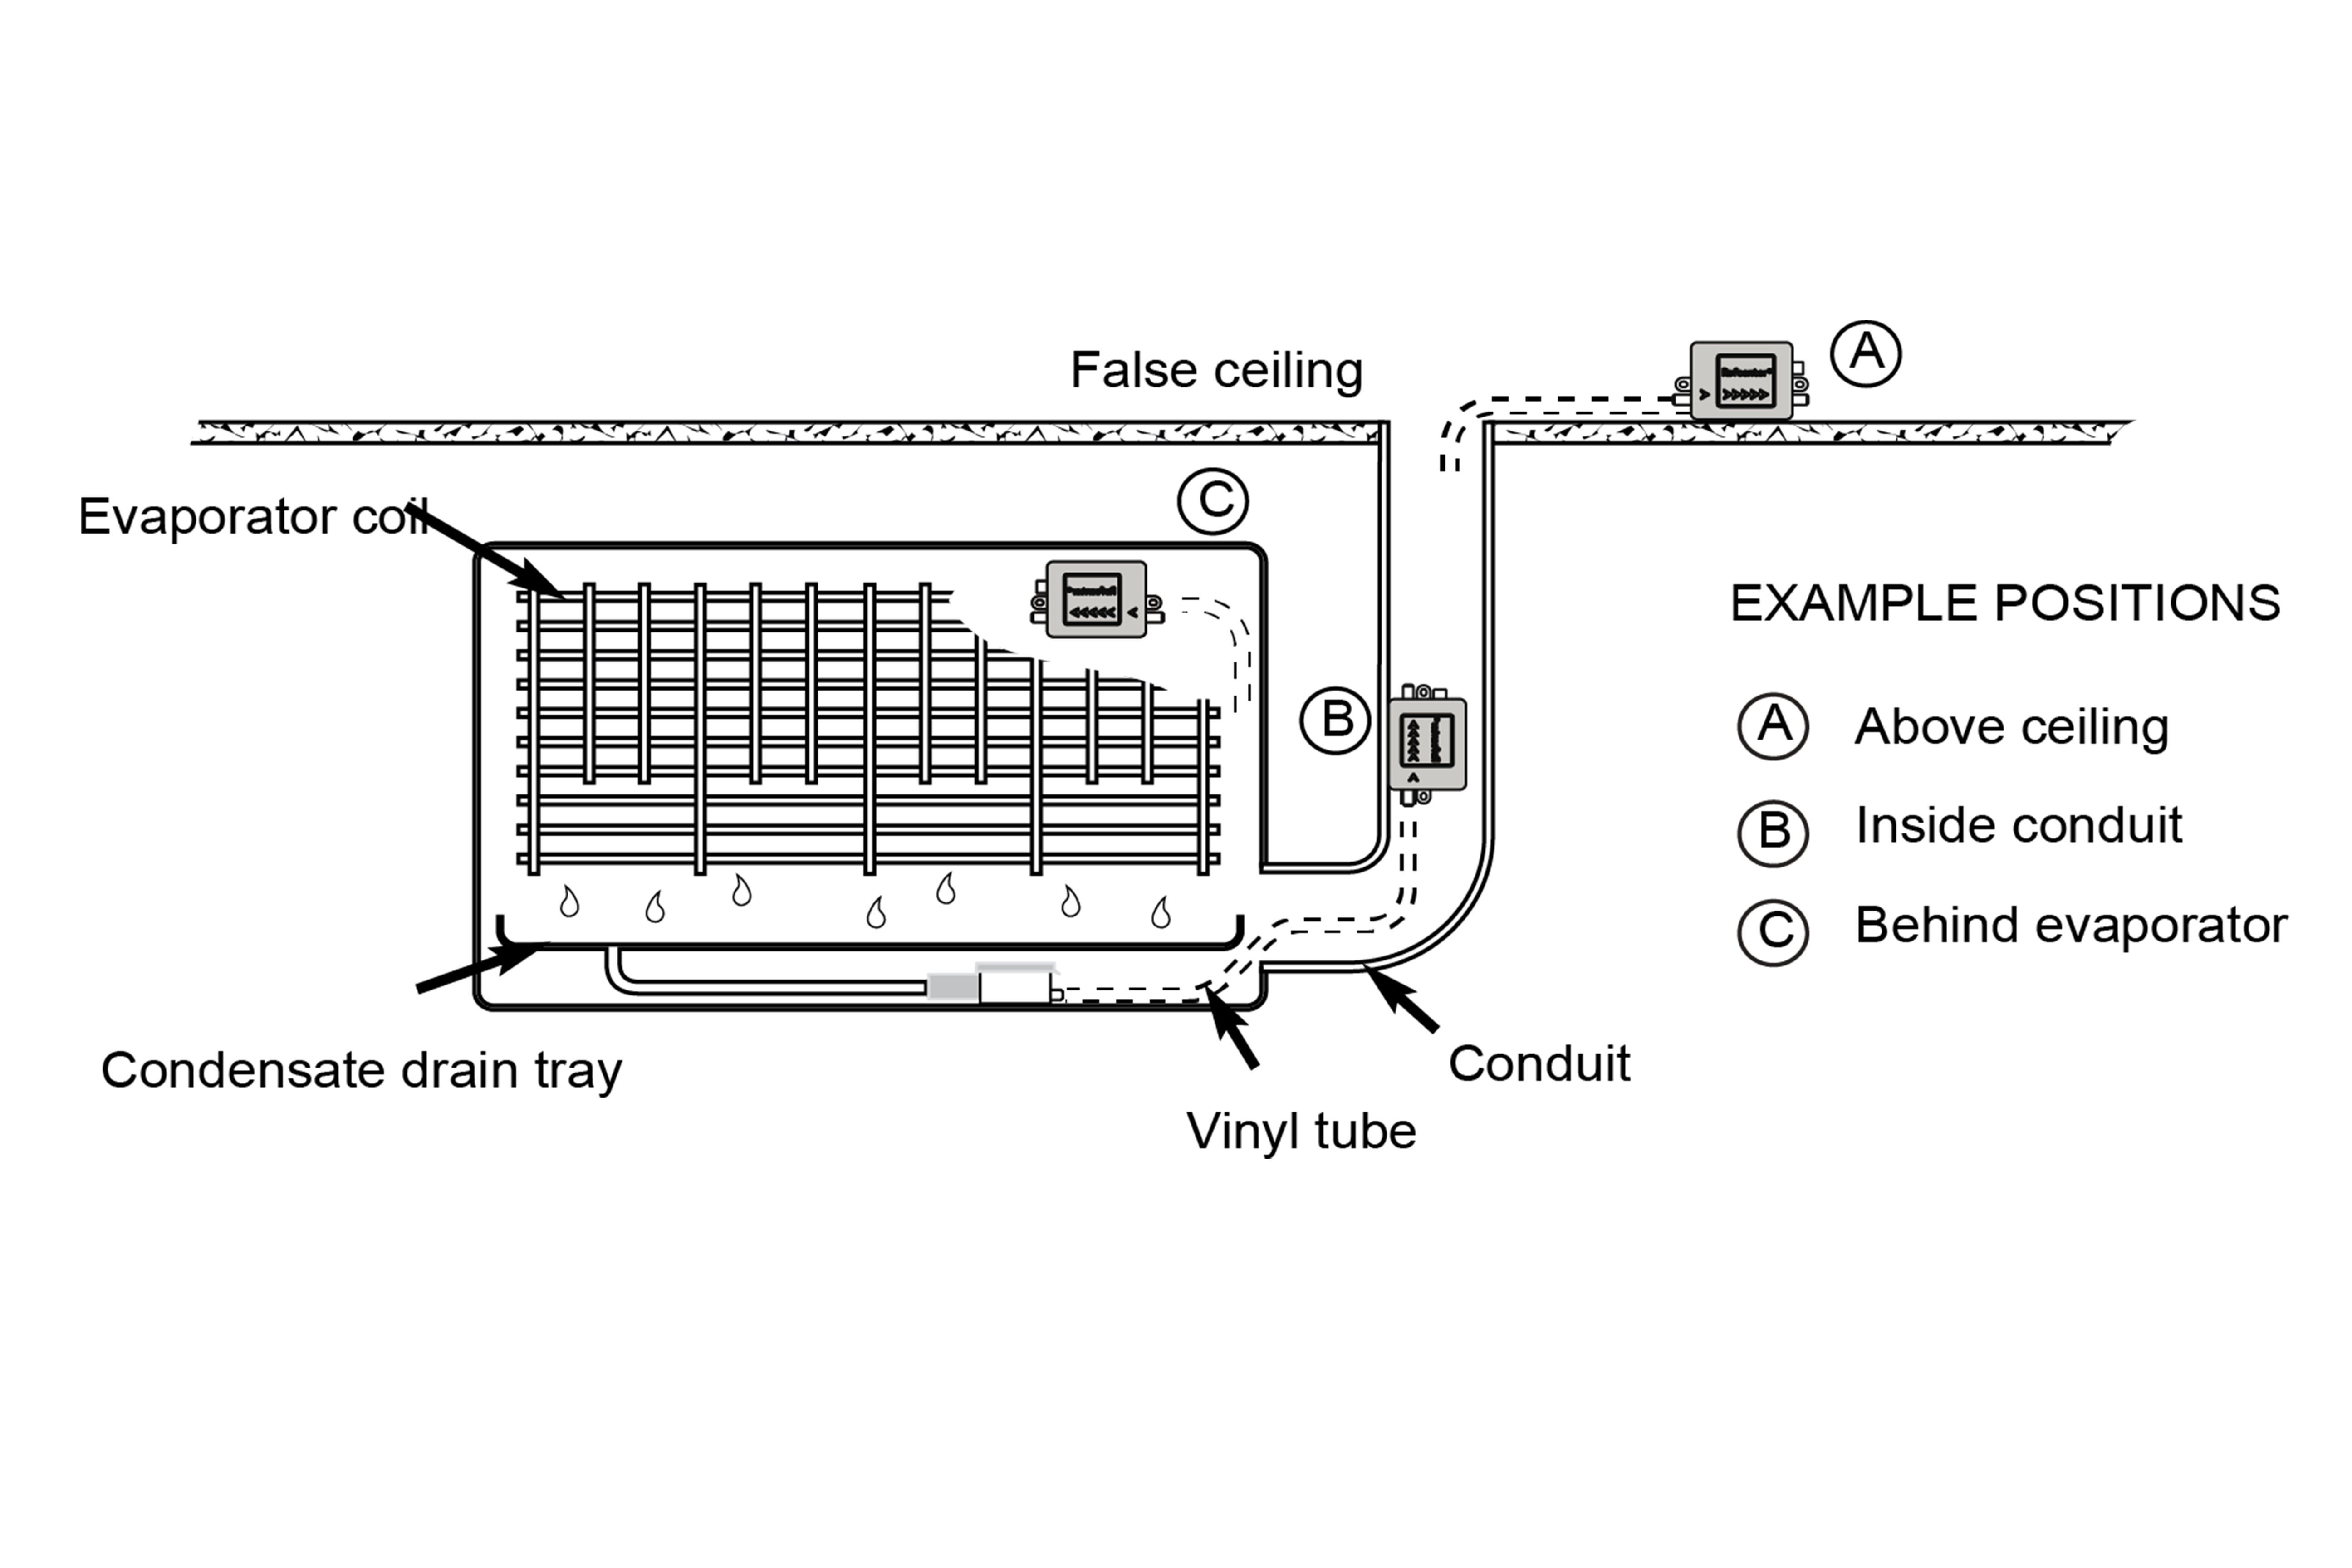 False ceiling
A
Evaporator coil
C
EXAMPLE POSITIONS
B
A Above ceiling
B Inside conduit
C Behind evaporator
Condensate drain tray
Conduit
Vinyl tube